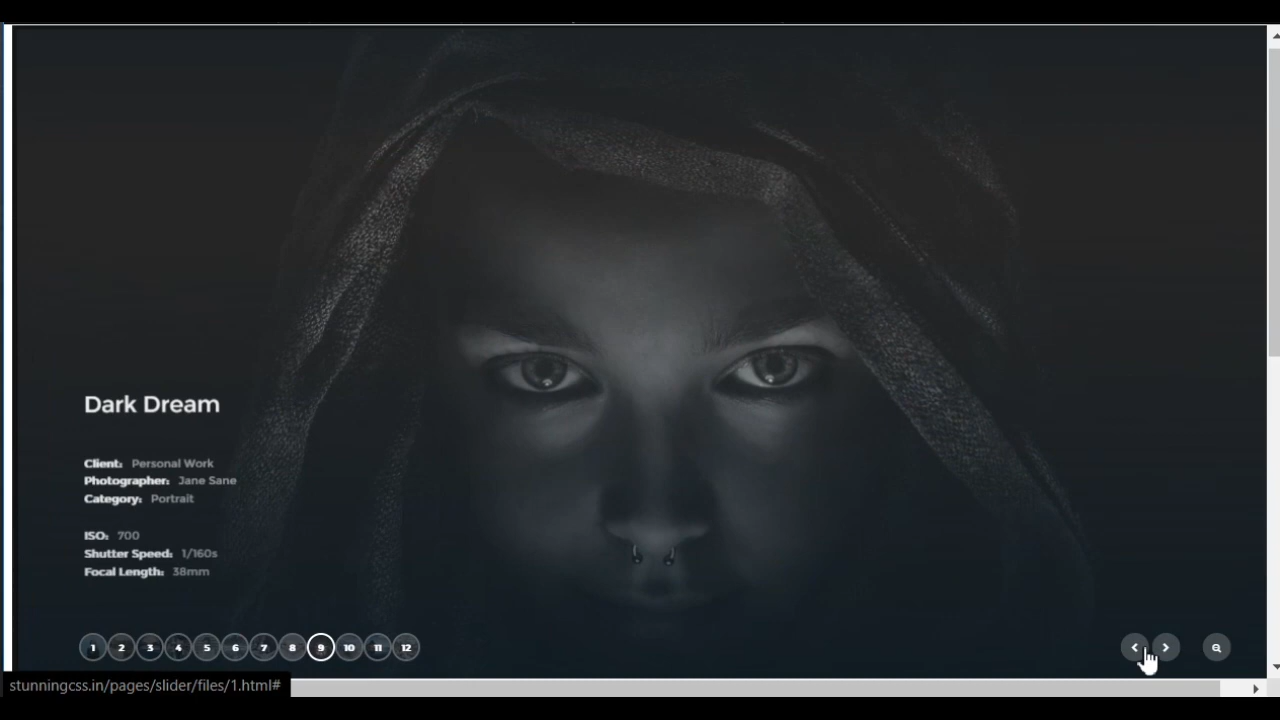 Dark Dream
Client: Personal Work
Photographer: Jane Sane
Category: Portrait
ISO: 700
Shutter Speed: 1/160s
Focal Length: 38mm
1 2 3 4 5 6 7 8 9 10 11 12
stunningcss.in/pages/slider/files/1.html#